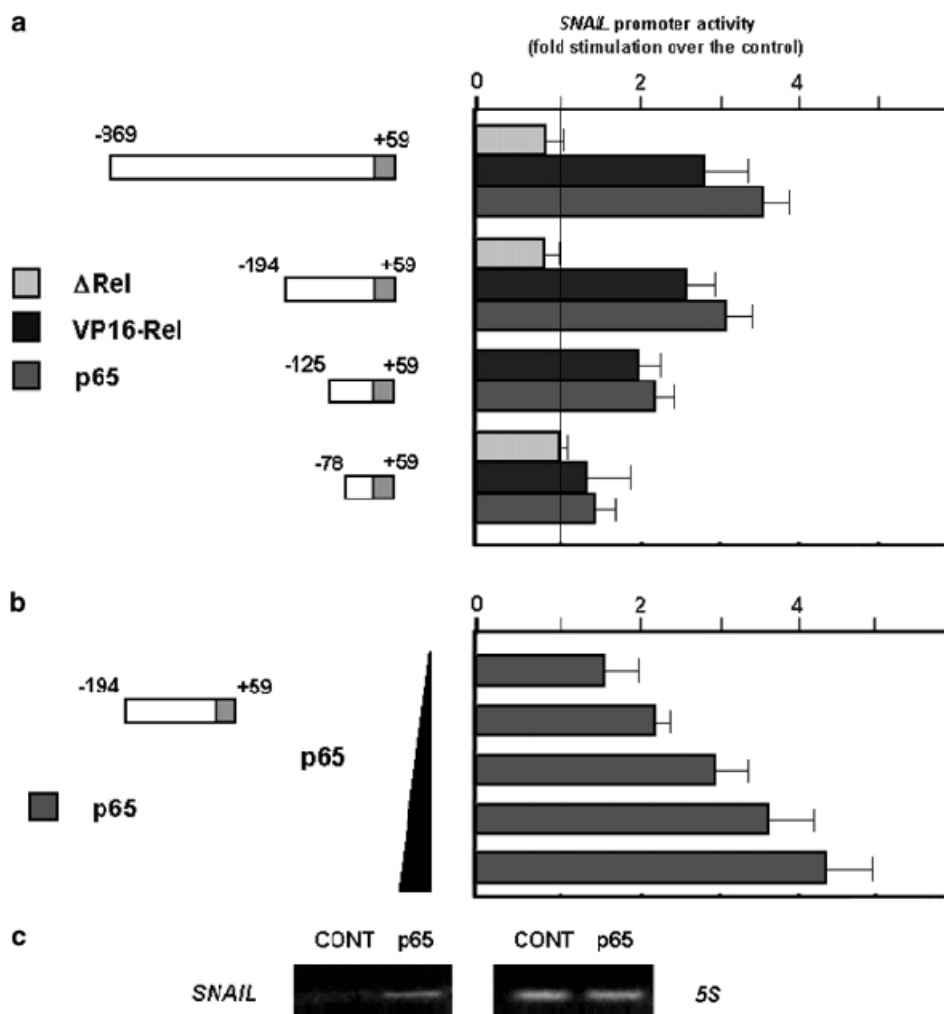 a
SNAIL promoter activity
(fold stimulation over the control)
0 2 4
-869 +59
-194 +59
ΔRel
VP16-Rel
-125 +59
p65
-78 +59
b
0 2 4
-194 +59
p65
p65
c
CONT p65 CONT p65
SNAIL 5S